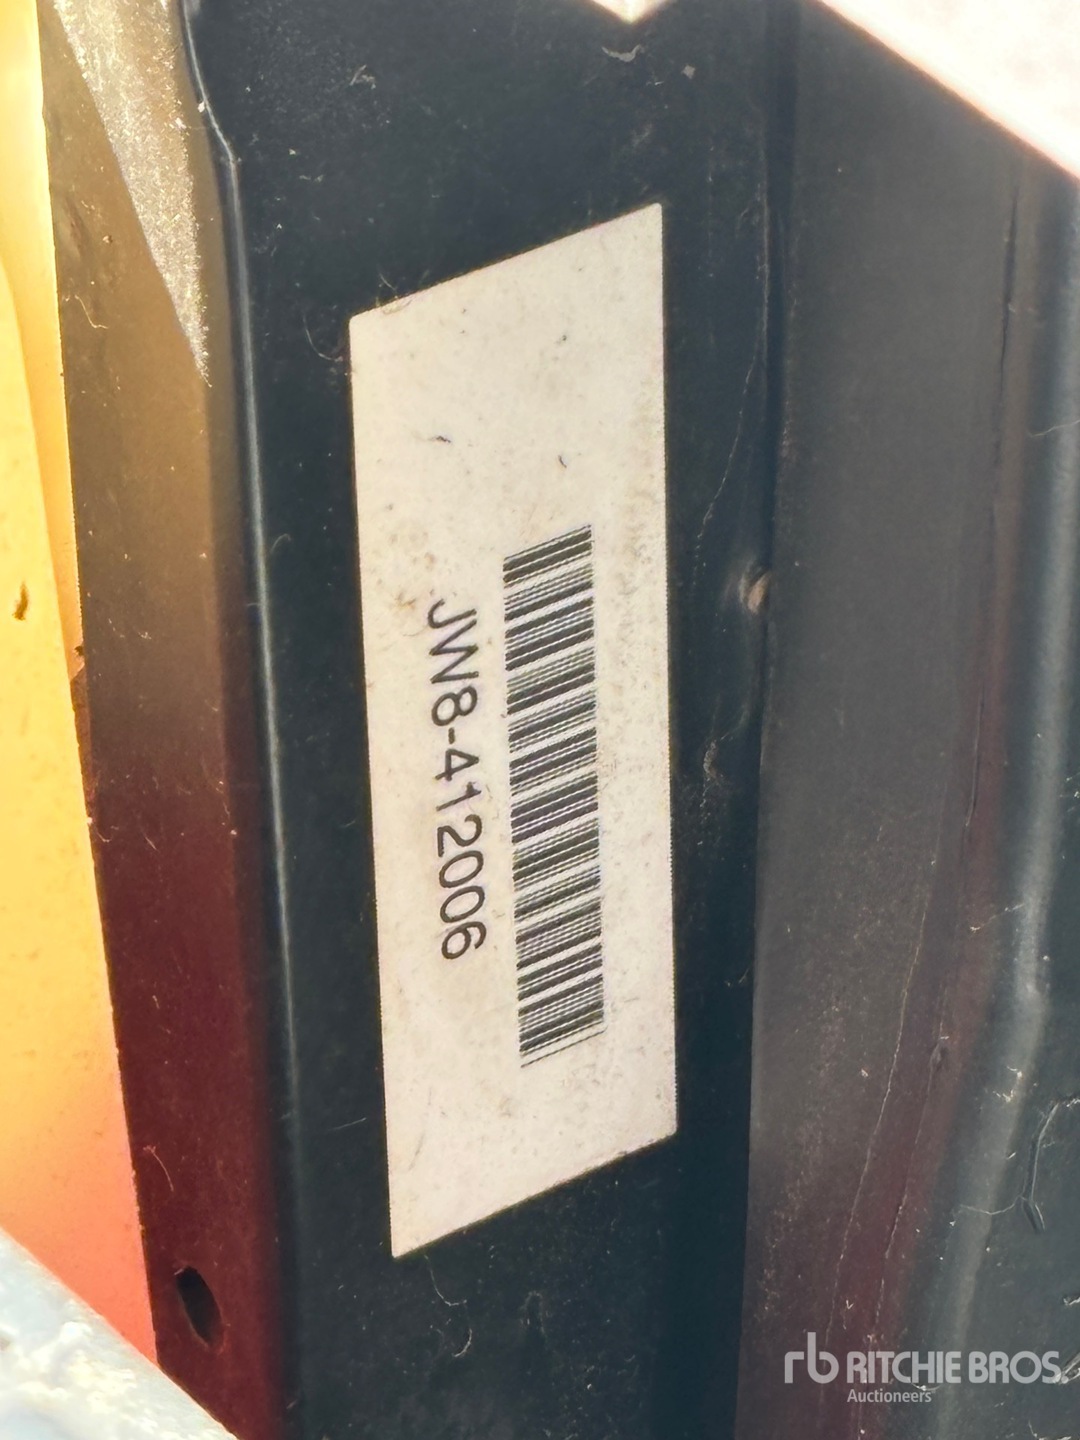 JW8-412006
rb RITCHIE BROS.
Auctioneers